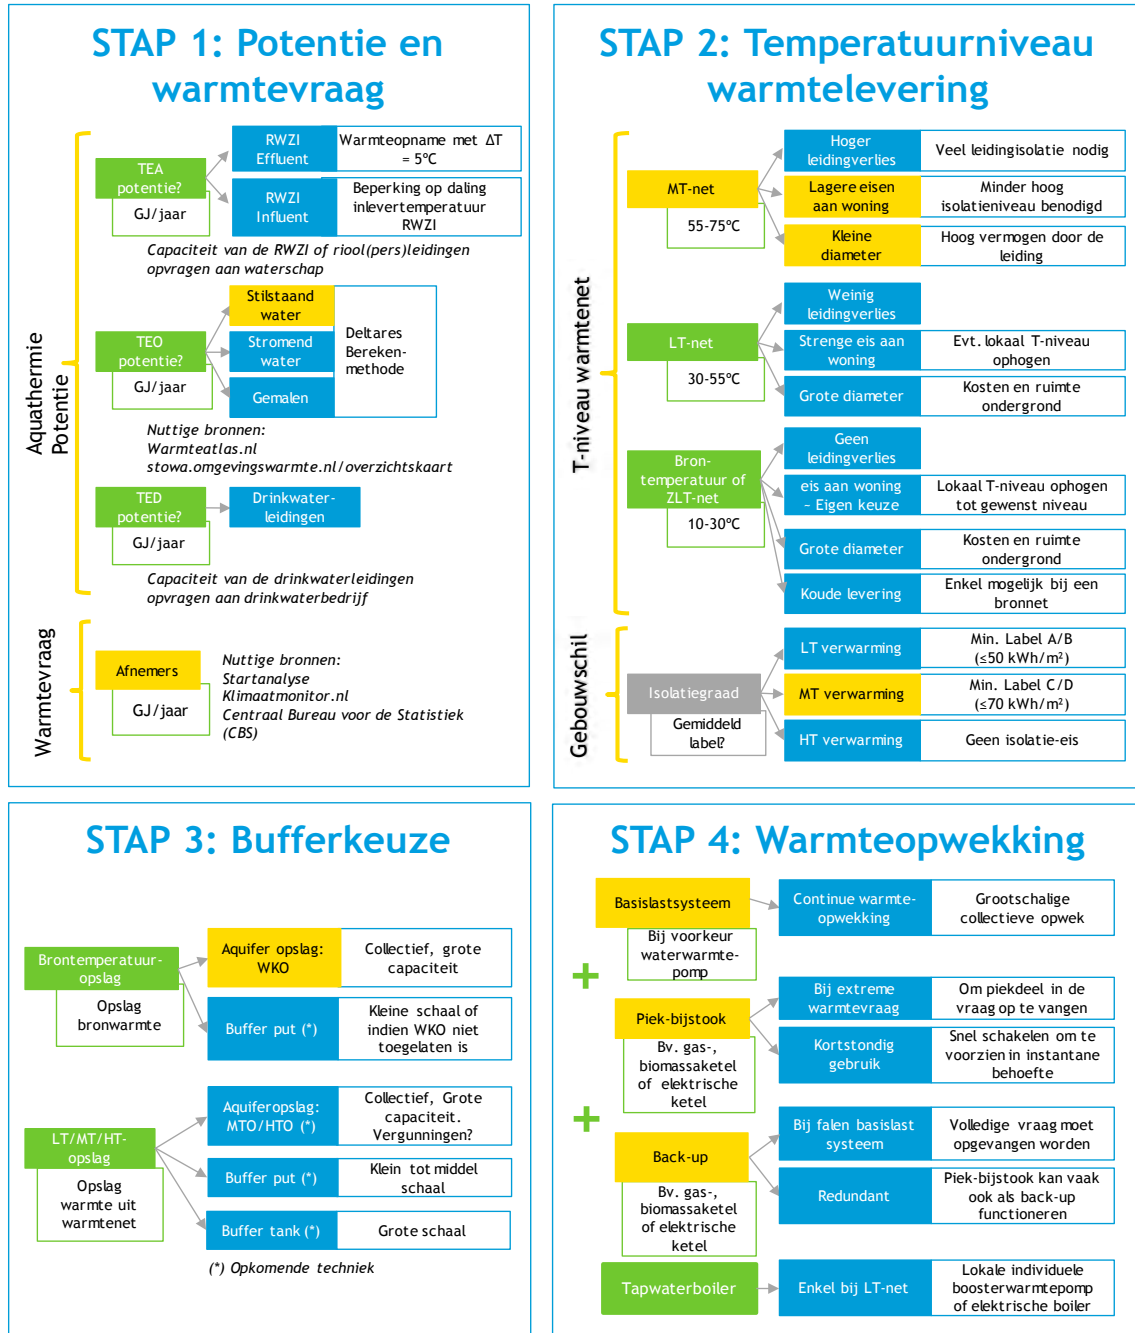 STAP 1: Potentie en
warmtevraag
Aquathermie
Potentie
TEA
potentie?
GJ/jaar
RWZI
Effluent
Warmteopname met ΔT
= 5°C
RWZI
Influent
Beperking op daling
inlevertemperatuur
RWZI
Capaciteit van de RWZI of riool(pers)leidingen
opvragen aan waterschap
TEO
potentie?
GJ/jaar
Stilstaand
water
Stromend
water
Gemalen
Deltares
Bereken-
methode
Nuttige bronnen:
Warmteatlas.nl
stowa.omgevingswarmte.nl/overzichtskaart
TED
potentie?
GJ/jaar
Drinkwater-
leidingen
Capaciteit van de drinkwaterleidingen
opvragen aan drinkwaterbedrijf
Warmtevraag
Afnemers
GJ/jaar
Nuttige bronnen:
Startanalyse
Klimaatmonitor.nl
Centraal Bureau voor de Statistiek
(CBS)
STAP 2: Temperatuurniveau
warmtelevering
T-niveau warmtenet
MT-net
55-75°C
Hoger
leidingverlies
Veel leidingisolatie nodig
Lagere eisen
aan woning
Minder hoog
isolatieniveau benodigd
Kleine
diameter
Hoog vermogen door de
leiding
LT-net
30-55°C
Weinig
leidingverlies
Strenge eis aan
woning
Evt. lokaal T-niveau
ophogen
Grote diameter
Kosten en ruimte
ondergrond
Bron-
temperatuur of
ZLT-net
10-30°C
Geen
leidingverlies
eis aan woning
– Eigen keuze
Lokaal T-niveau ophogen
tot gewenst niveau
Grote diameter
Kosten en ruimte
ondergrond
Koude levering
Enkel mogelijk bij een
bronnet
Gebouwschil
Isolatiegraad
Gemiddeld
label?
LT verwarming
Min. Label A/B
(≤50 kWh/m²)
MT verwarming
Min. Label C/D
(≤70 kWh/m²)
HT verwarming
Geen isolatie-eis
STAP 3: Bufferkeuze
Brontemperatuur-
opslag
Opslag
bronwarmte
Aquifer opslag:
WKO
Collectief, grote
capaciteit
Buffer put (*)
Kleine schaal of
indien WKO niet
toegelaten is
LT/MT/HT-
opslag
Opslag
warmte uit
warmtenet
Aquiferopslag:
MTO/HTO (*)
Collectief, Grote
capaciteit.
Vergunningen?
Buffer put (*)
Klein tot middel
schaal
Buffer tank (*)
Grote schaal
(*) Opkomende techniek
STAP 4: Warmteopwekking
Basislastsysteem
Bij voorkeur
waterwarmte-
pomp
Continue warmte-
opwekking
Grootschalige
collectieve opwek
+
Piek-bijstook
Bv. gas-,
biomassaketel
of elektrische
ketel
Bij extreme
warmtevraag
Om piekdeel in de
vraag op te vangen
Kortstondig
gebruik
Snel schakelen om te
voorzien in instantane
behoefte
+
Back-up
Bv. gas-,
biomassaketel
of elektrische
ketel
Bij falen basislast
systeem
Volledige vraag moet
opgevangen worden
Redundant
Piek-bijstook kan vaak
ook als back-up
functioneren
Tapwaterboiler
Enkel bij LT-net
Lokale individuele
boosterwarmtepomp
of elektrische boiler